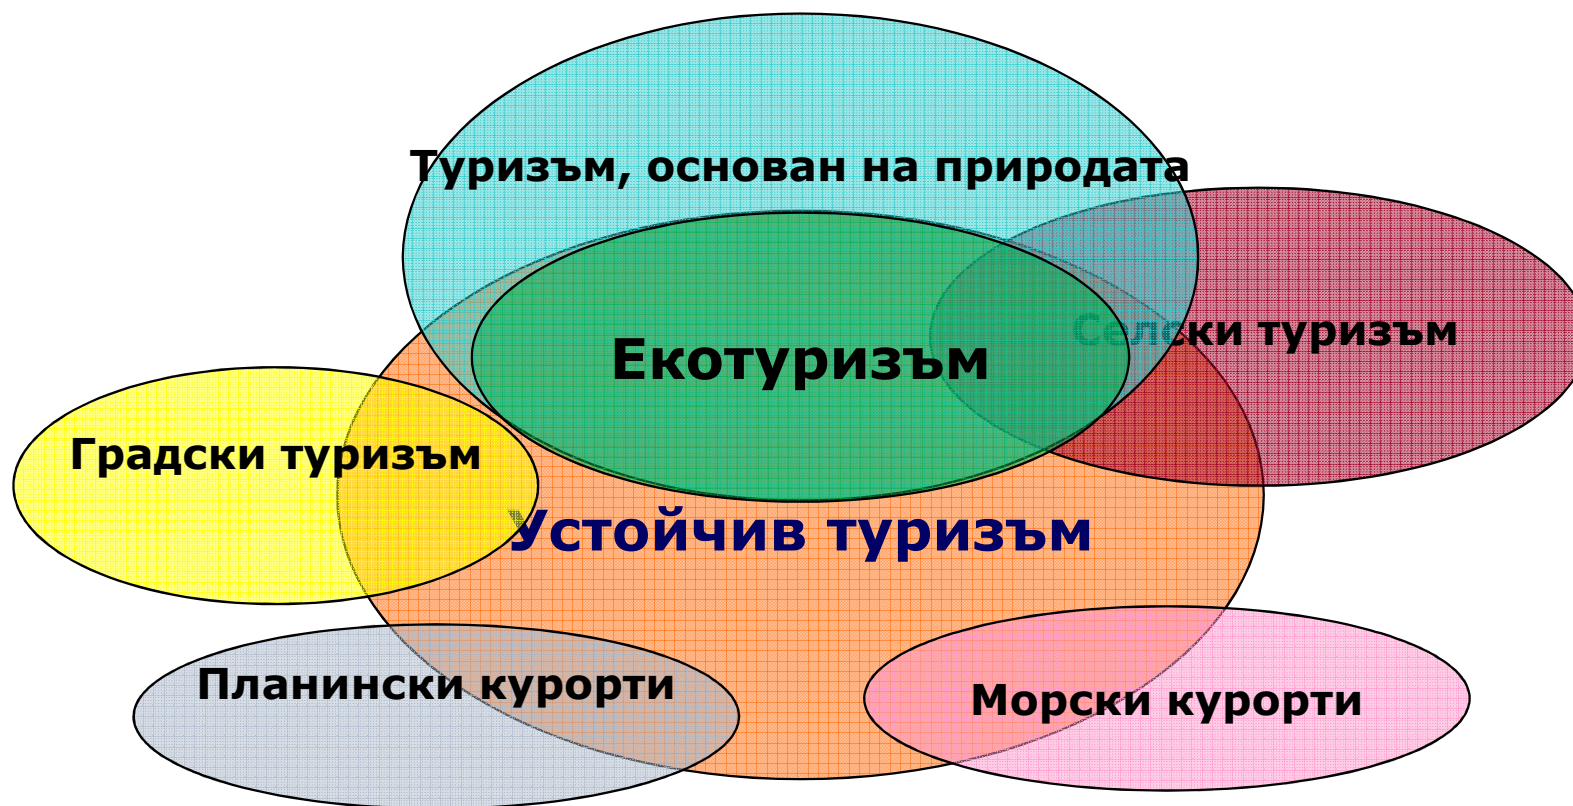 Туризъм, основан на природата
Селски туризъм
Екотуризъм
Градски туризъм
Устойчив туризъм
Планински курорти
Морски курорти